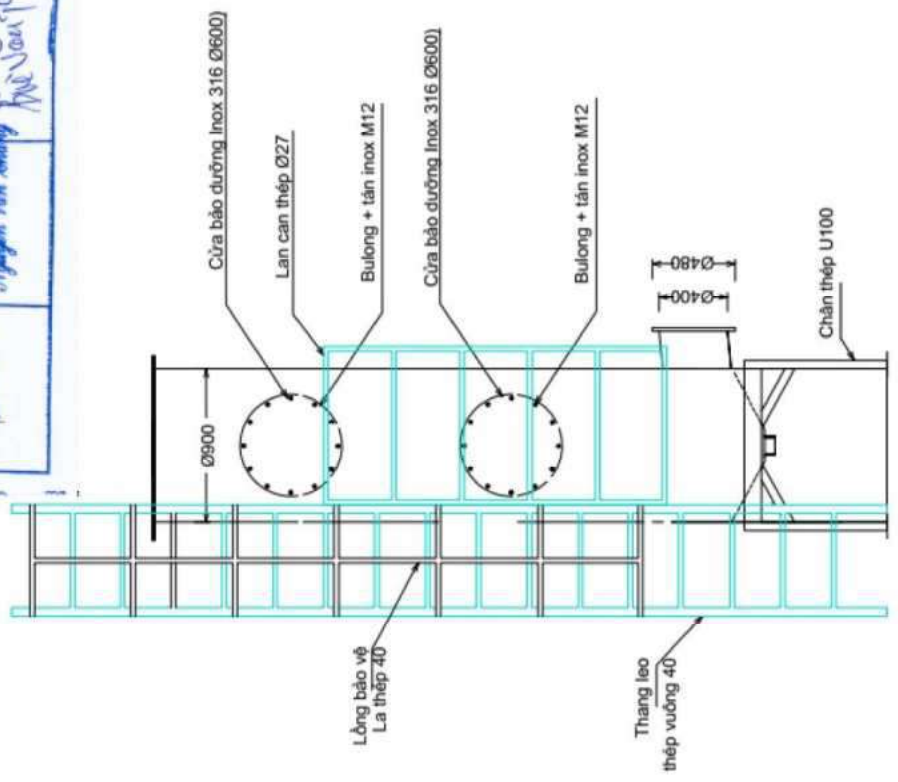 Cửa bảo dưỡng Inox 316 Ø600)
Lan can thép Ø27
Bulong + tán inox M12
Cửa bảo dưỡng Inox 316 Ø600)
Bulong + tán inox M12
Ø900
Ø480
Ø400
Chân thép U100
Lồng bảo vệ
La thép 40
Thang leo
thép vuông 40